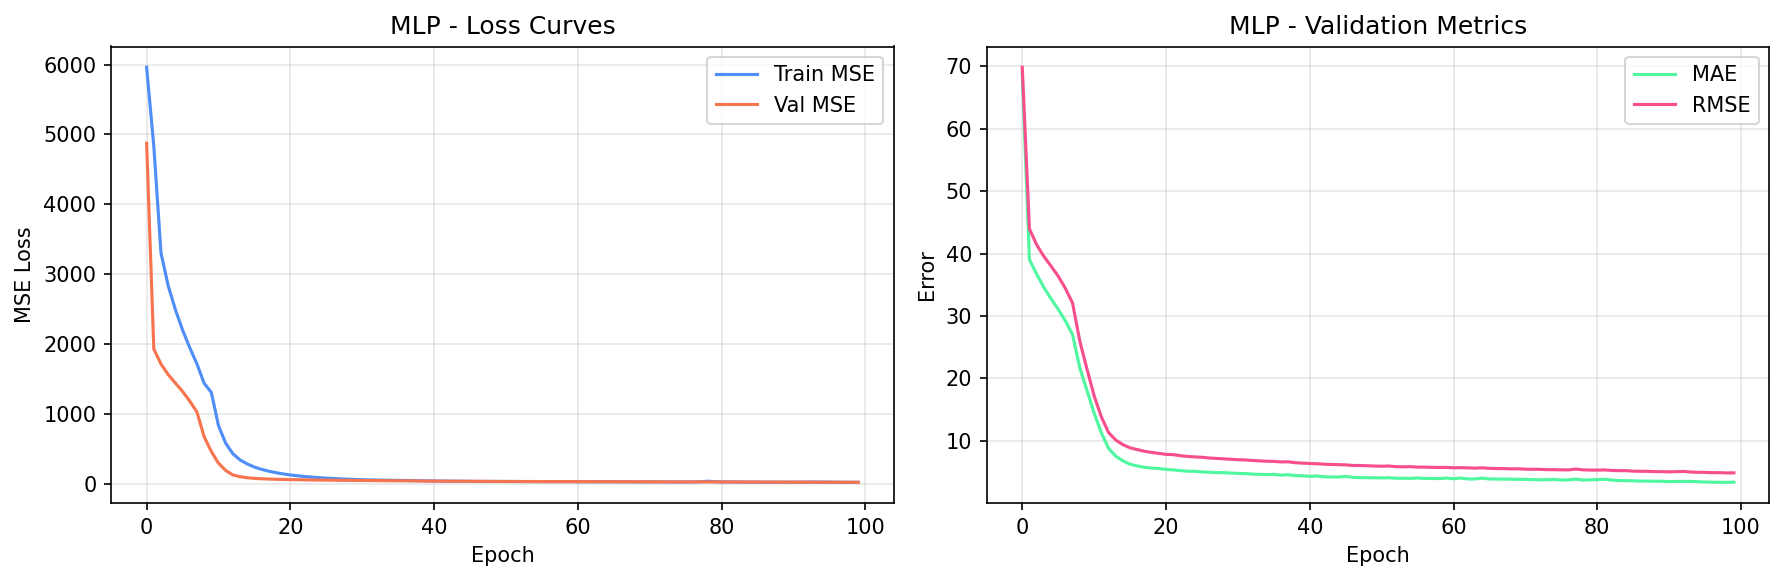 MLP - Loss Curves
6000
5000
4000
3000
2000
1000
0
MSE Loss
Train MSE
Val MSE
0 20 40 60 80 100
Epoch
MLP - Validation Metrics
70
60
50
40
30
20
10
Error
MAE
RMSE
0 20 40 60 80 100
Epoch